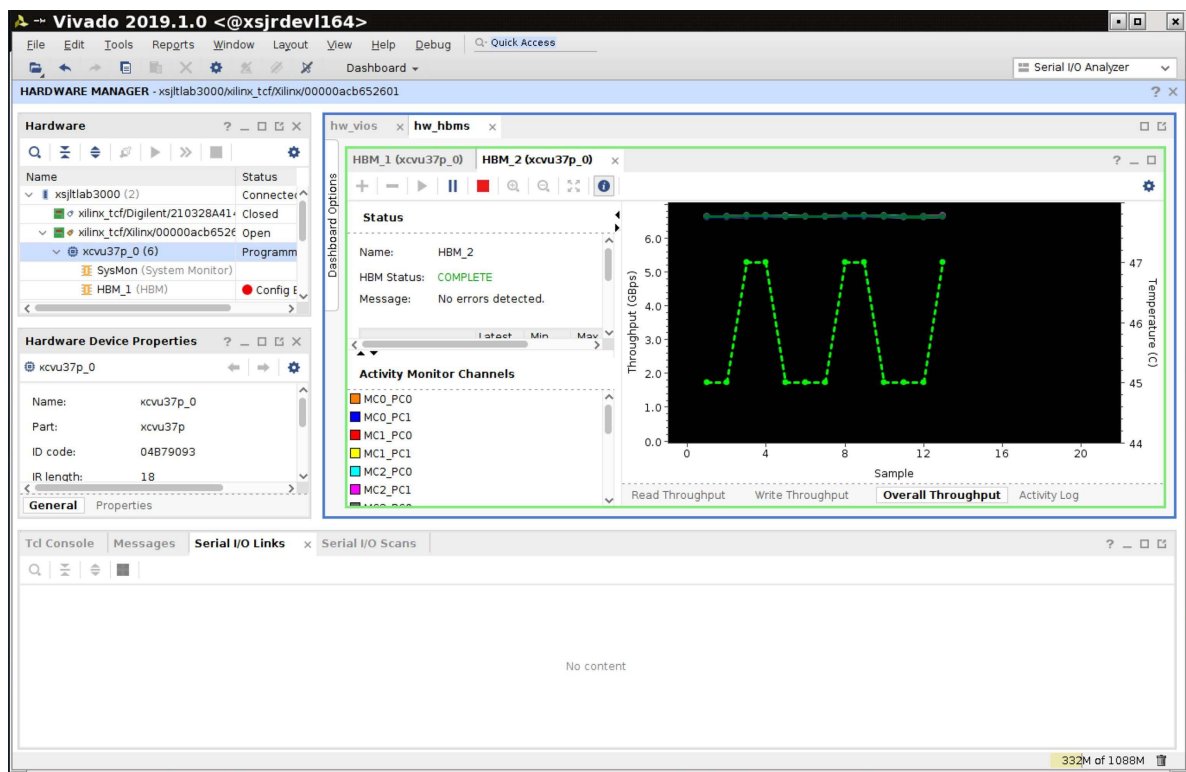 Vivado 2019.1.0 <@xsjrdevl164>
File Edit Tools Reports Window Layout View Help Debug Quick Access
Dashboard Serial I/O Analyzer
HARDWARE MANAGER - xsjltlab3000/xilinx_tcf/Xilinx/00000acb652601
Hardware
Name Status
xsjltlab3000 (2) Connected
xilinx_tcf/Digilent/210328A41 Closed
xilinx_tcf/Xilinx/00000acb6526 Open
xcvu37p_0 (6) Programm
SysMon (System Monitor)
HBM_1 (HBM) Config E
Hardware Device Properties
xcvu37p_0
Name: xcvu37p_0
Part: xcvu37p
ID code: 04B79093
IR length: 18
General Properties
hw_vios hw_hbms
Dashboard Options
HBM_1 (xcvu37p_0) HBM_2 (xcvu37p_0)
Status
Name: HBM_2
HBM Status: COMPLETE
Message: No errors detected.
Latest Min Max
Activity Monitor Channels
MC0_PC0
MC0_PC1
MC1_PC0
MC1_PC1
MC2_PC0
MC2_PC1
Throughput (GBps)
6.0
5.0
4.0
3.0
2.0
1.0
0.0
0 4 8 12 16 20
Sample
47
46
45
44
Temperature (C)
Read Throughput Write Throughput Overall Throughput Activity Log
Tcl Console Messages Serial I/O Links Serial I/O Scans
No content
332M of 1088M